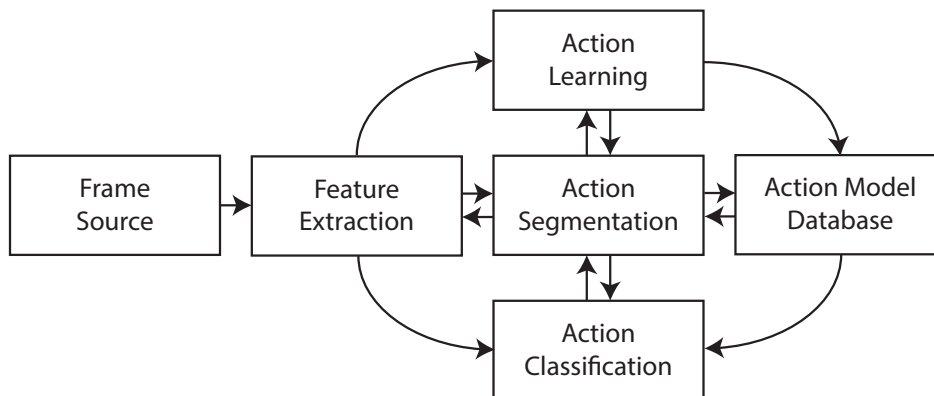 Action
Learning
Frame
Source
Feature
Extraction
Action
Segmentation
Action Model
Database
Action
Classification